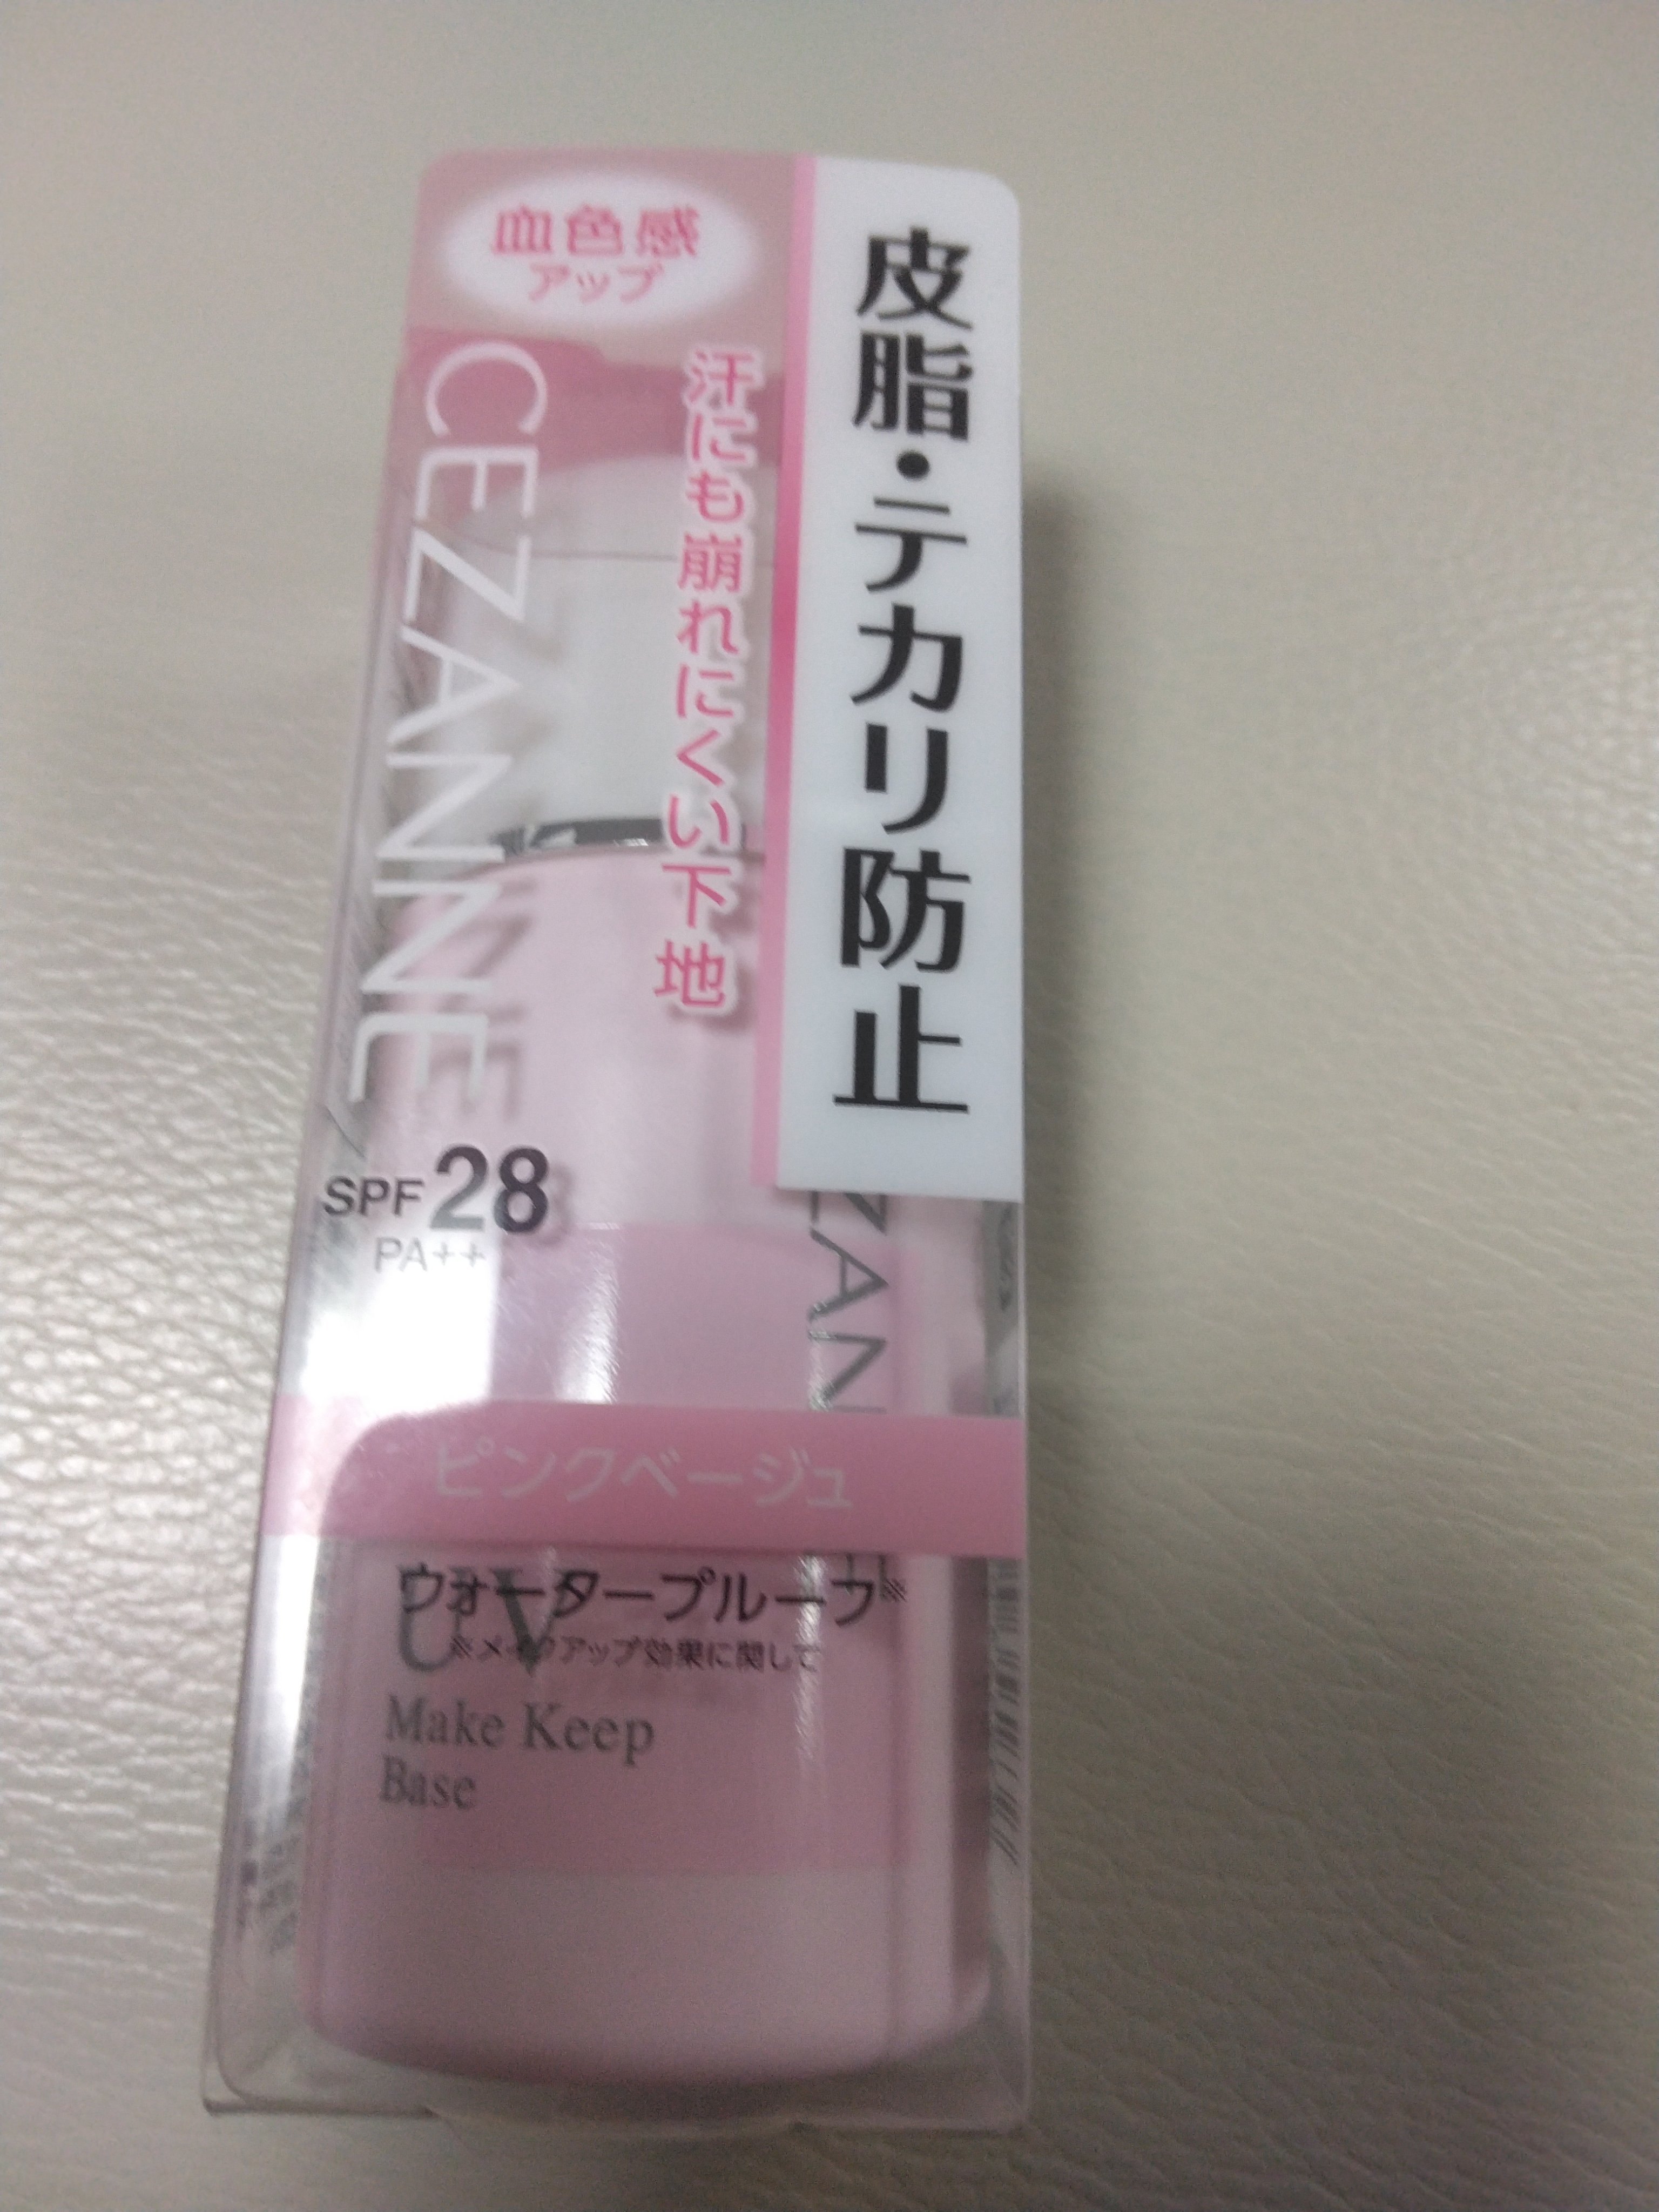 血色感
アップ
皮脂・テカリ防止
汗にも崩れにくい下地
CEZANNE
SPF 28
PA++
ピンクベージュ
ウォータープルーフ※
※メイクアップ効果に関して
UV
Make Keep
Base